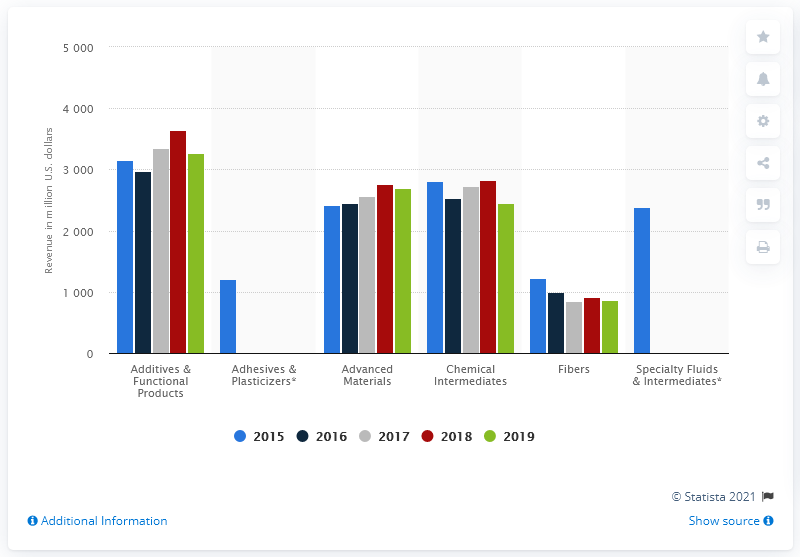 5 000
4 000
3 000
2 000
1 000
0
Revenue in million U.S. dollars
Additives &
Functional
Products
Adhesives &
Plasticizers*
Advanced
Materials
Chemical
Intermediates
Fibers
Specialty Fluids
& Intermediates*
2015 2016 2017 2018 2019
© Statista 2021
Additional Information
Show source